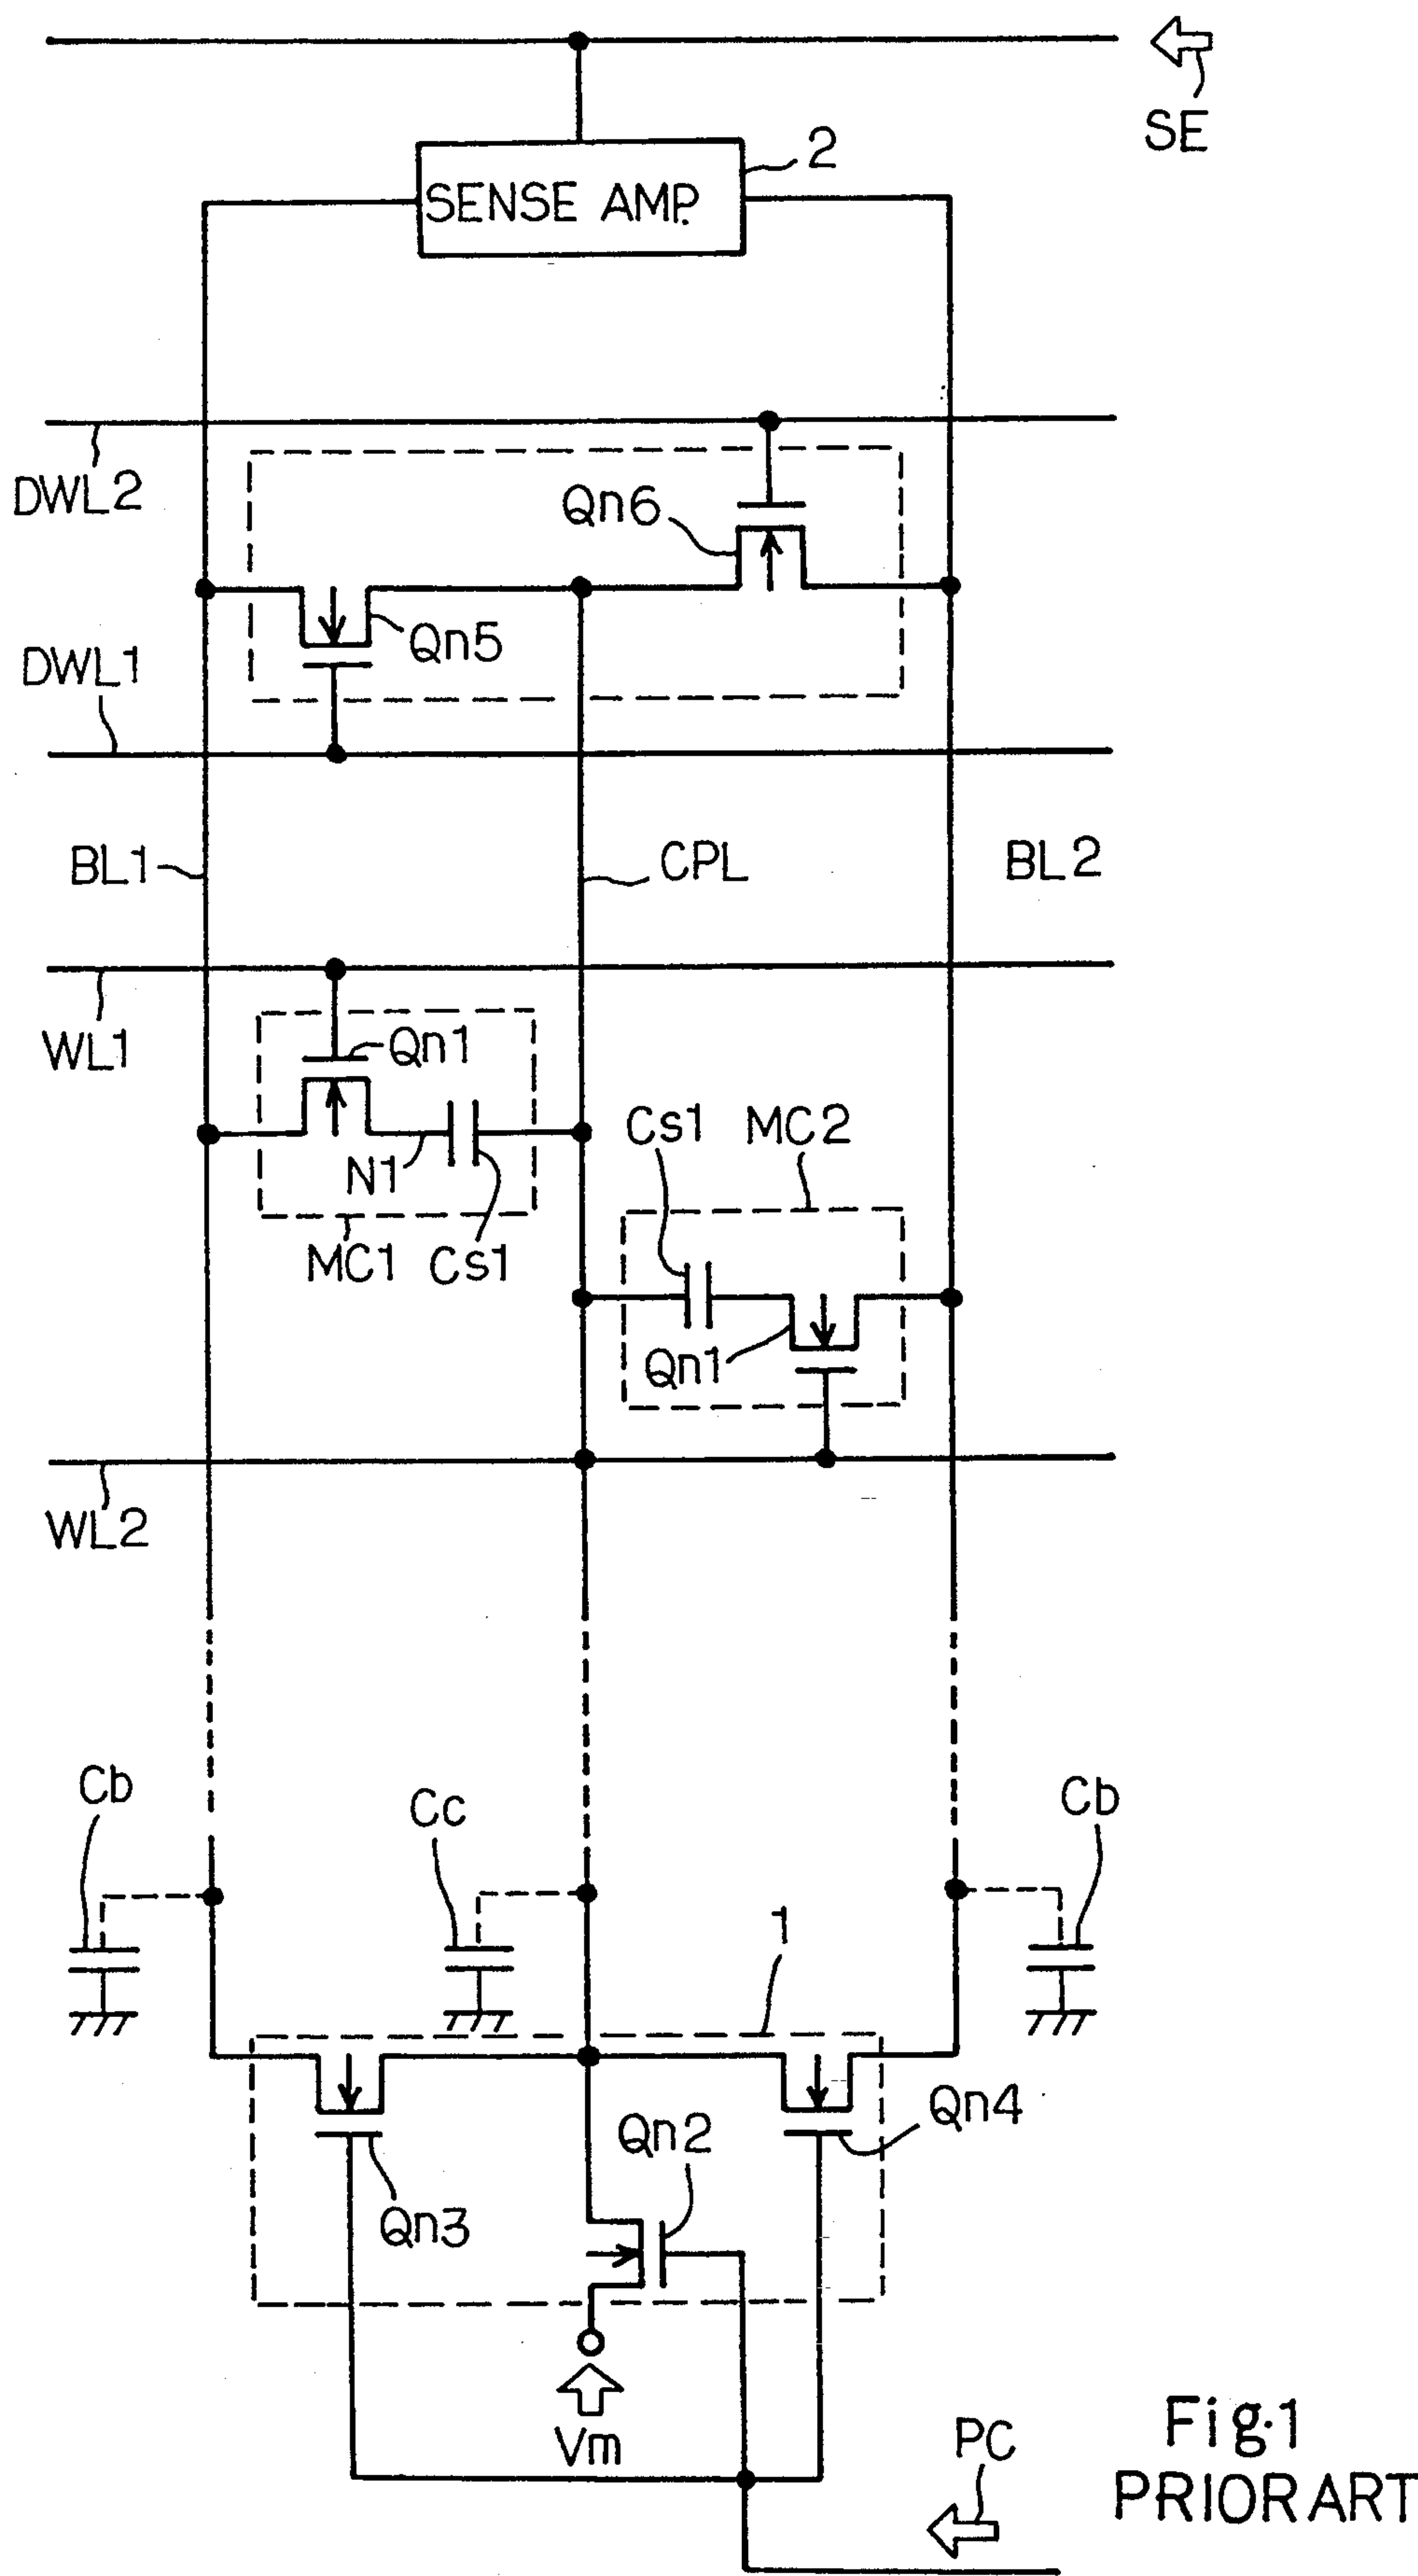 SE
2
SENSE AMP.
DWL2
Qn6
Qn5
DWL1
BL1
CPL
BL2
WL1
Qn1
N1
MC1
Cs1
Cs1
MC2
Qn1
WL2
Cb
Cc
Cb
1
Qn4
Qn2
Qn3
Vm
PC
Fig.1
PRIOR ART